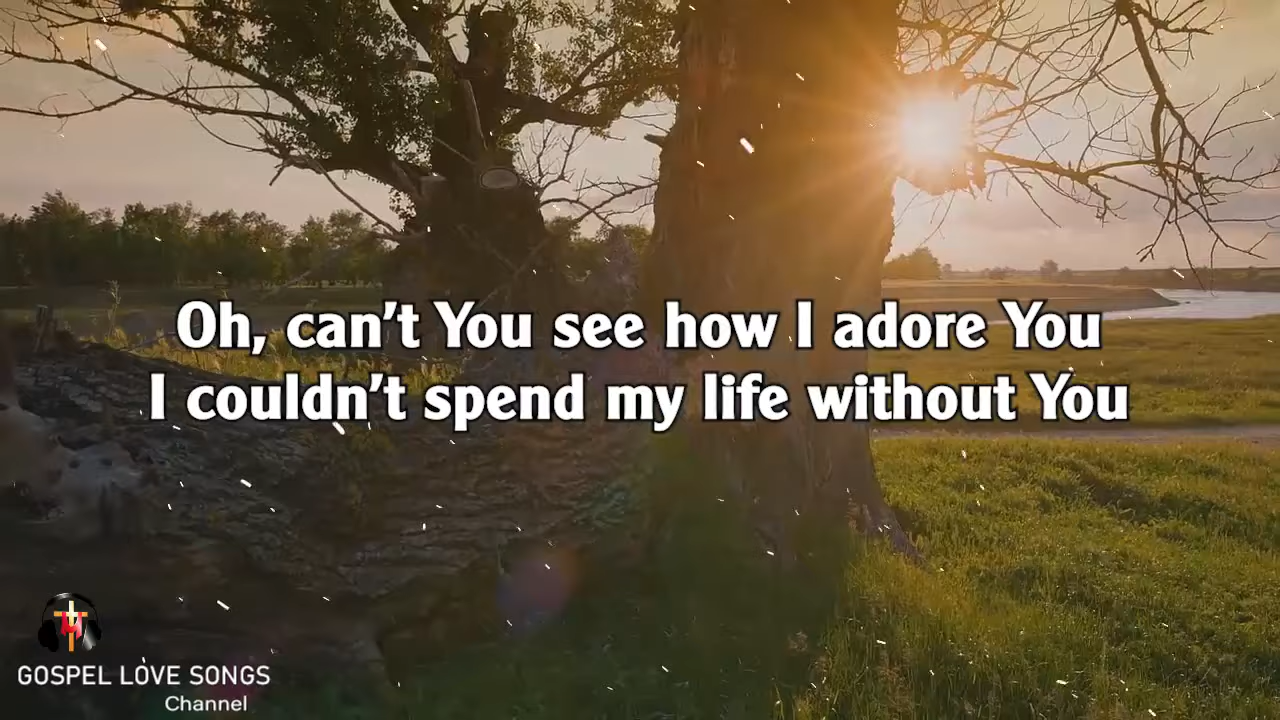 Oh, can't You see how I adore You
I couldn't spend my life without You
GOSPEL LOVE SONGS
Channel